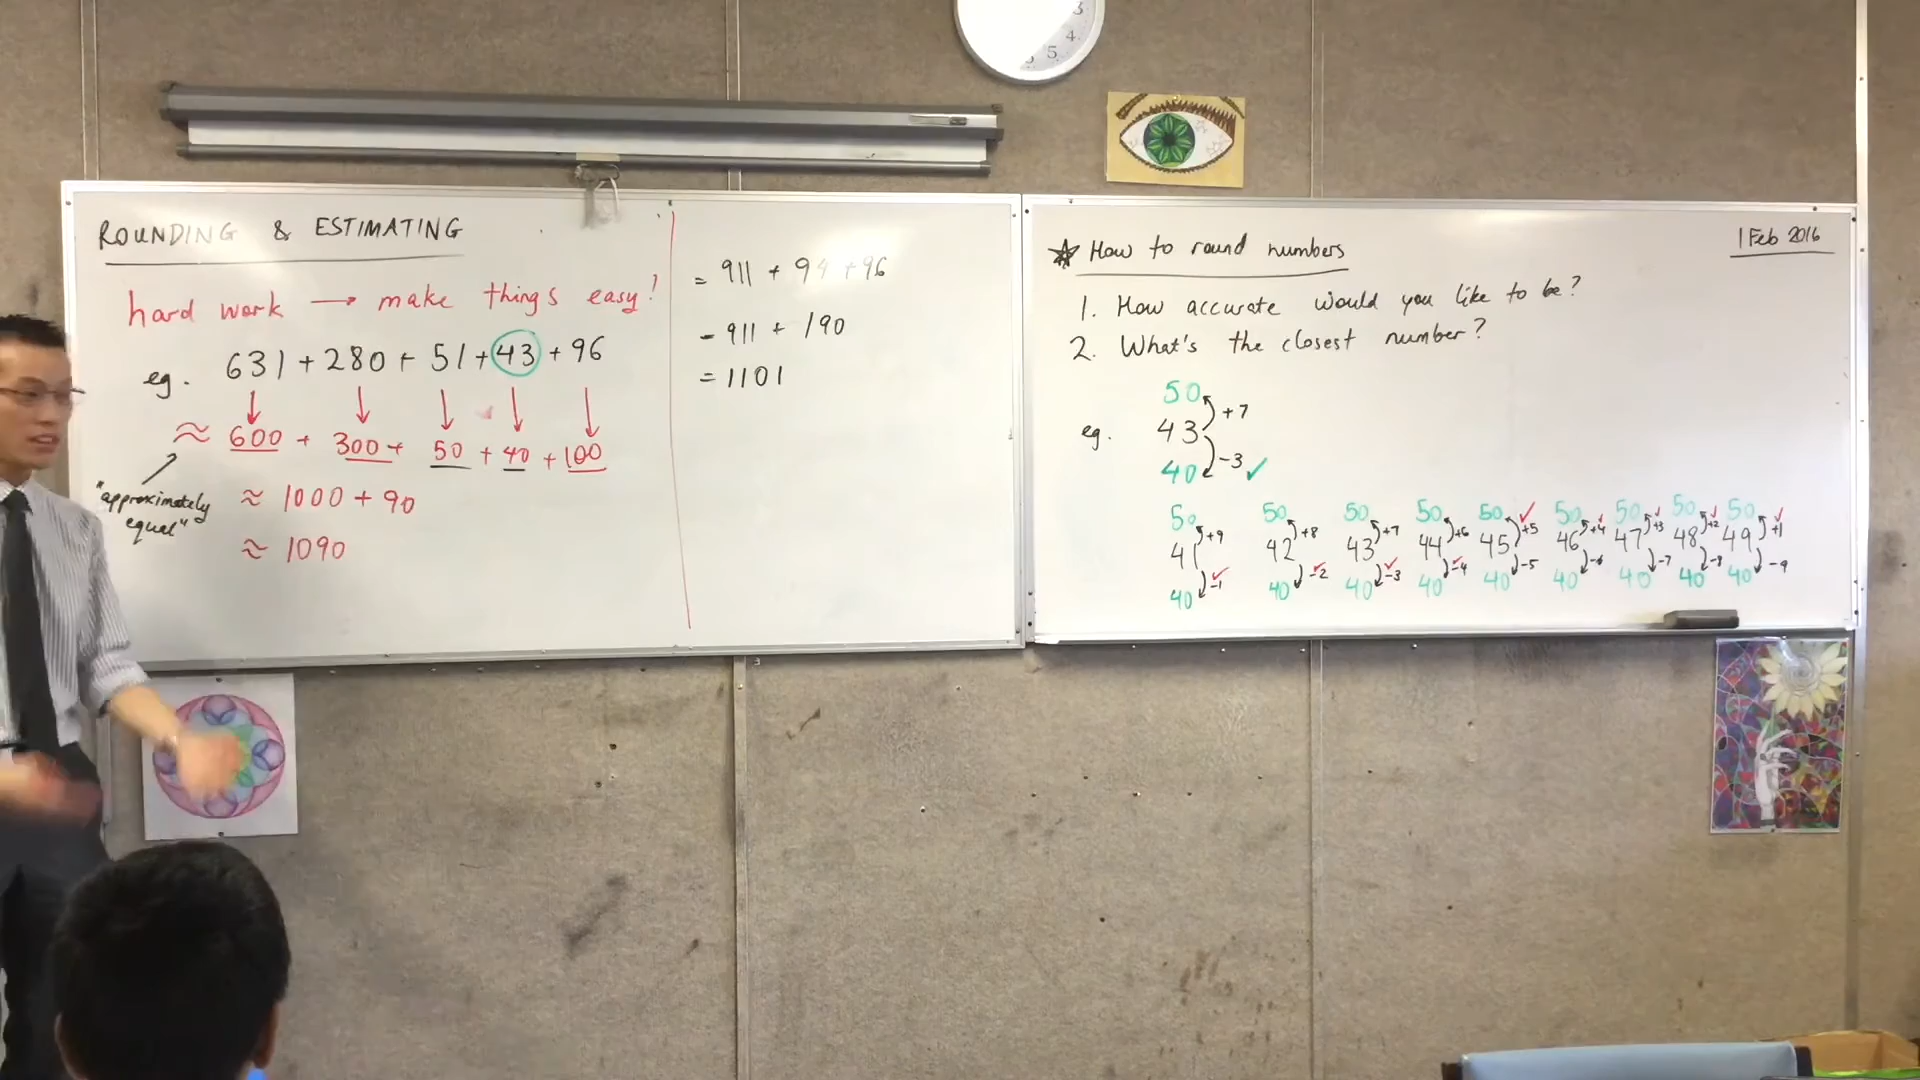 ROUNDING & ESTIMATING
hard work → make things easy!
eg. 631 + 280 + 51 + 43 + 96
≈ 600 + 300 + 50 + 40 + 100
"approximately equal"
≈ 1000 + 90
≈ 1090
= 911 + 94 + 96
= 911 + 190
= 1101
1 Feb 2016
☆ How to round numbers
1. How accurate would you like to be?
2. What's the closest number?
50
eg. 43 +7
40 -3 ✓
50 50 50 50 50 50 50 50 50
+9 +8 +7 +6 ✓ +5 ✓ +4 ✓ +3 ✓ +2 ✓ +1
41 42 43 44 45 46 47 48 49
✓ -1 ✓ -2 ✓ -3 ✓ -4 -5 -6 -7 -8 -9
40 40 40 40 40 40 40 40 40
3
4
5